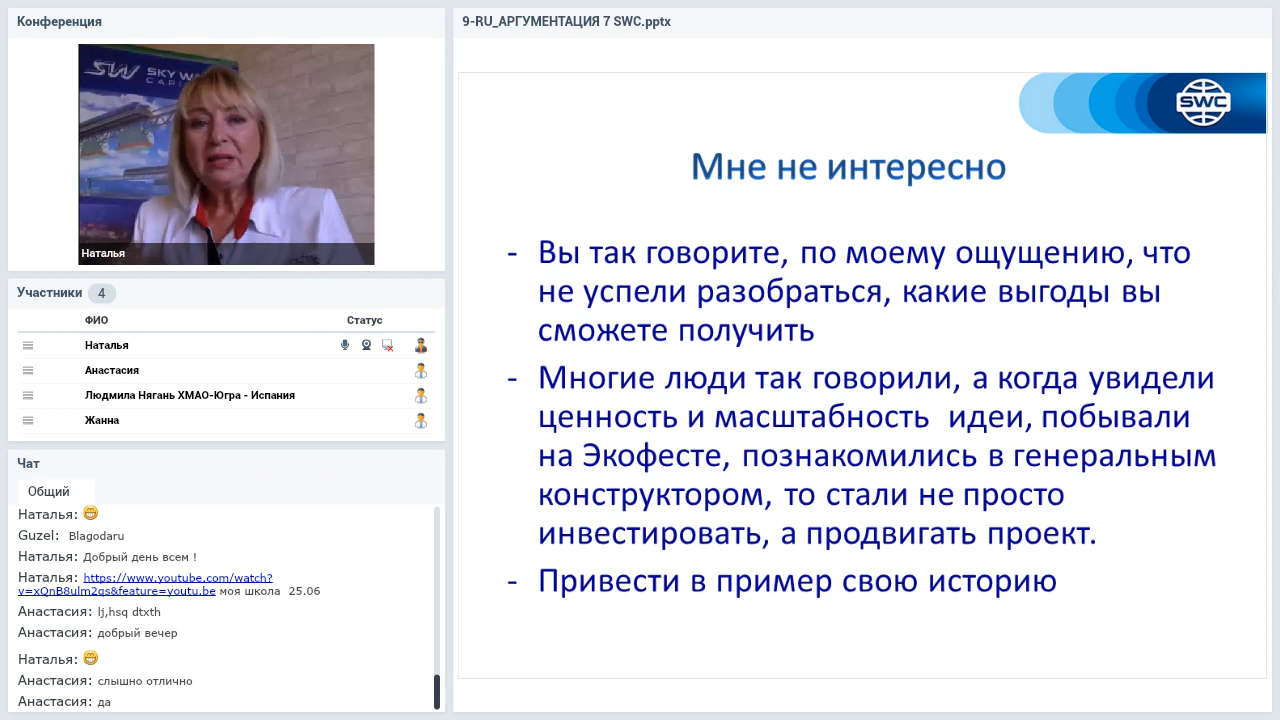 Конференция
SKY W
CAPI
Наталья
Участники 4
ФИО Статус
Наталья
Анастасия
Людмила Нягань ХМАО-Югра - Испания
Жанна
Чат
Общий
Наталья:
Guzel: Blagodaru
Наталья: Добрый день всем !
Наталья: https://www.youtube.com/watch?
v=xQnB8ulm2qs&feature=youtu.be моя школа 25.06
Анастасия: lj,hsq dtxth
Анастасия: добрый вечер
Наталья:
Анастасия: слышно отлично
Анастасия: да
9-RU_АРГУМЕНТАЦИЯ 7 SWC.pptx
SWC
Мне не интересно
- Вы так говорите, по моему ощущению, что
не успели разобраться, какие выгоды вы
сможете получить
- Многие люди так говорили, а когда увидели
ценность и масштабность идеи, побывали
на Экофесте, познакомились в генеральным
конструктором, то стали не просто
инвестировать, а продвигать проект.
- Привести в пример свою историю